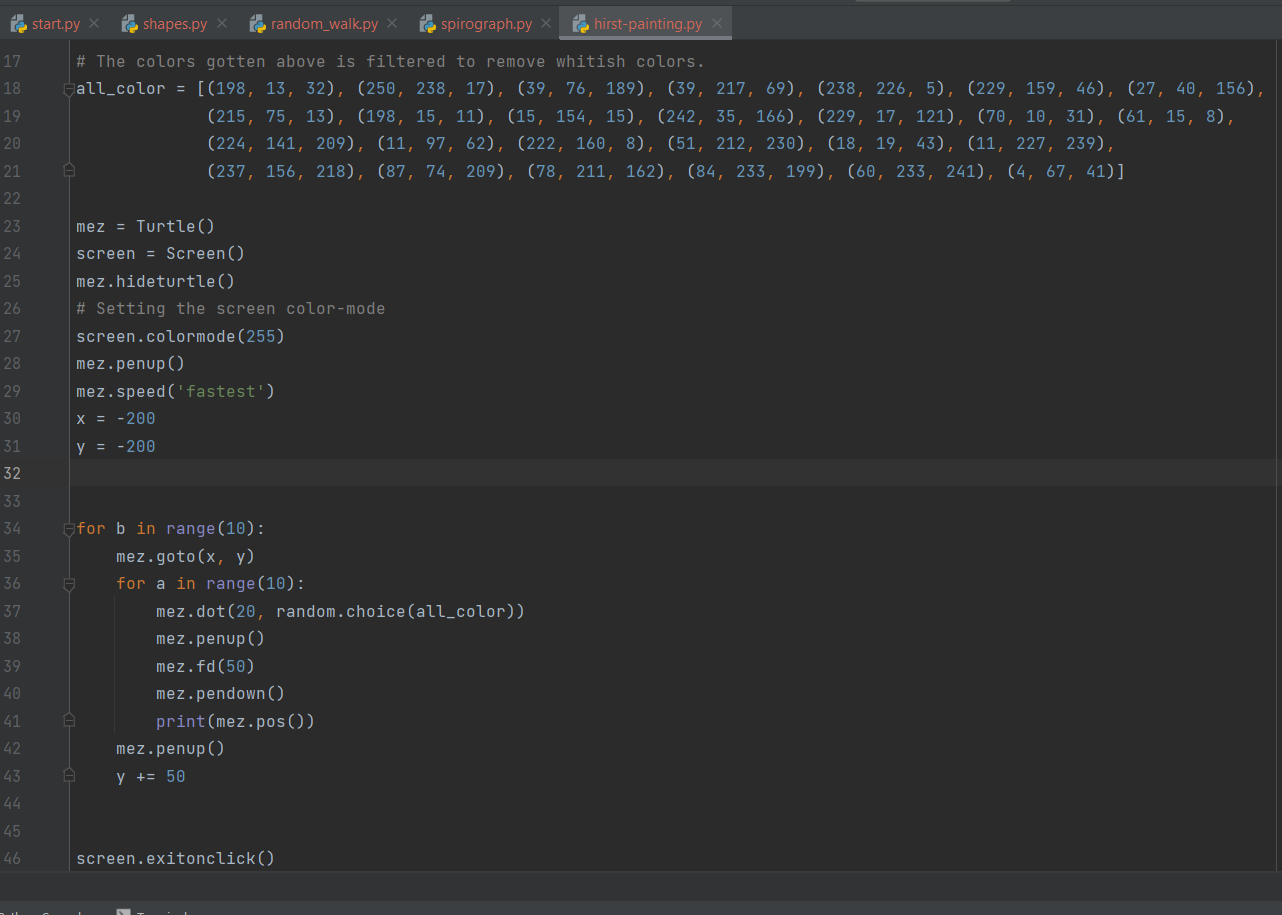 start.py shapes.py random_walk.py spirograph.py hirst-painting.py
17 # The colors gotten above is filtered to remove whitish colors.
18 all_color = [(198, 13, 32), (250, 238, 17), (39, 76, 189), (39, 217, 69), (238, 226, 5), (229, 159, 46), (27, 40, 156),
19 (215, 75, 13), (198, 15, 11), (15, 154, 15), (242, 35, 166), (229, 17, 121), (70, 10, 31), (61, 15, 8),
20 (224, 141, 209), (11, 97, 62), (222, 160, 8), (51, 212, 230), (18, 19, 43), (11, 227, 239),
21 (237, 156, 218), (87, 74, 209), (78, 211, 162), (84, 233, 199), (60, 233, 241), (4, 67, 41)]
22
23 mez = Turtle()
24 screen = Screen()
25 mez.hideturtle()
26 # Setting the screen color-mode
27 screen.colormode(255)
28 mez.penup()
29 mez.speed('fastest')
30 x = -200
31 y = -200
32
33
34 for b in range(10):
35 mez.goto(x, y)
36 for a in range(10):
37 mez.dot(20, random.choice(all_color))
38 mez.penup()
39 mez.fd(50)
40 mez.pendown()
41 print(mez.pos())
42 mez.penup()
43 y += 50
44
45
46 screen.exitonclick()